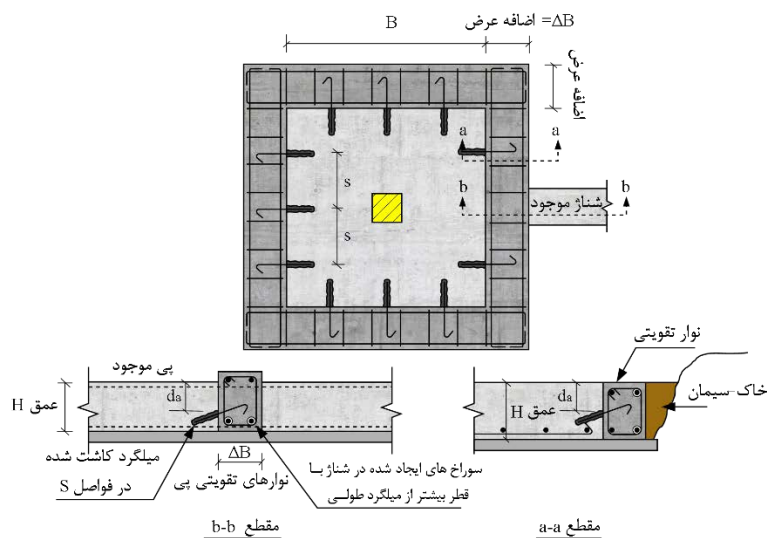 B
اضافه عرض =ΔB
اضافه عرض
a
a
s
b
b
شناژ موجود
s
نوار تقویتی
پی موجود
خاک-سیمان
عمق H
da
عمق H
da
میلگرد کاشت شده
در فواصل S
ΔB
نوارهای تقویتی پی
سوراخ های ایجاد شده در شناژ بـا
قطر بیشتر از میلگرد طولـی
مقطع b-b
مقطع a-a